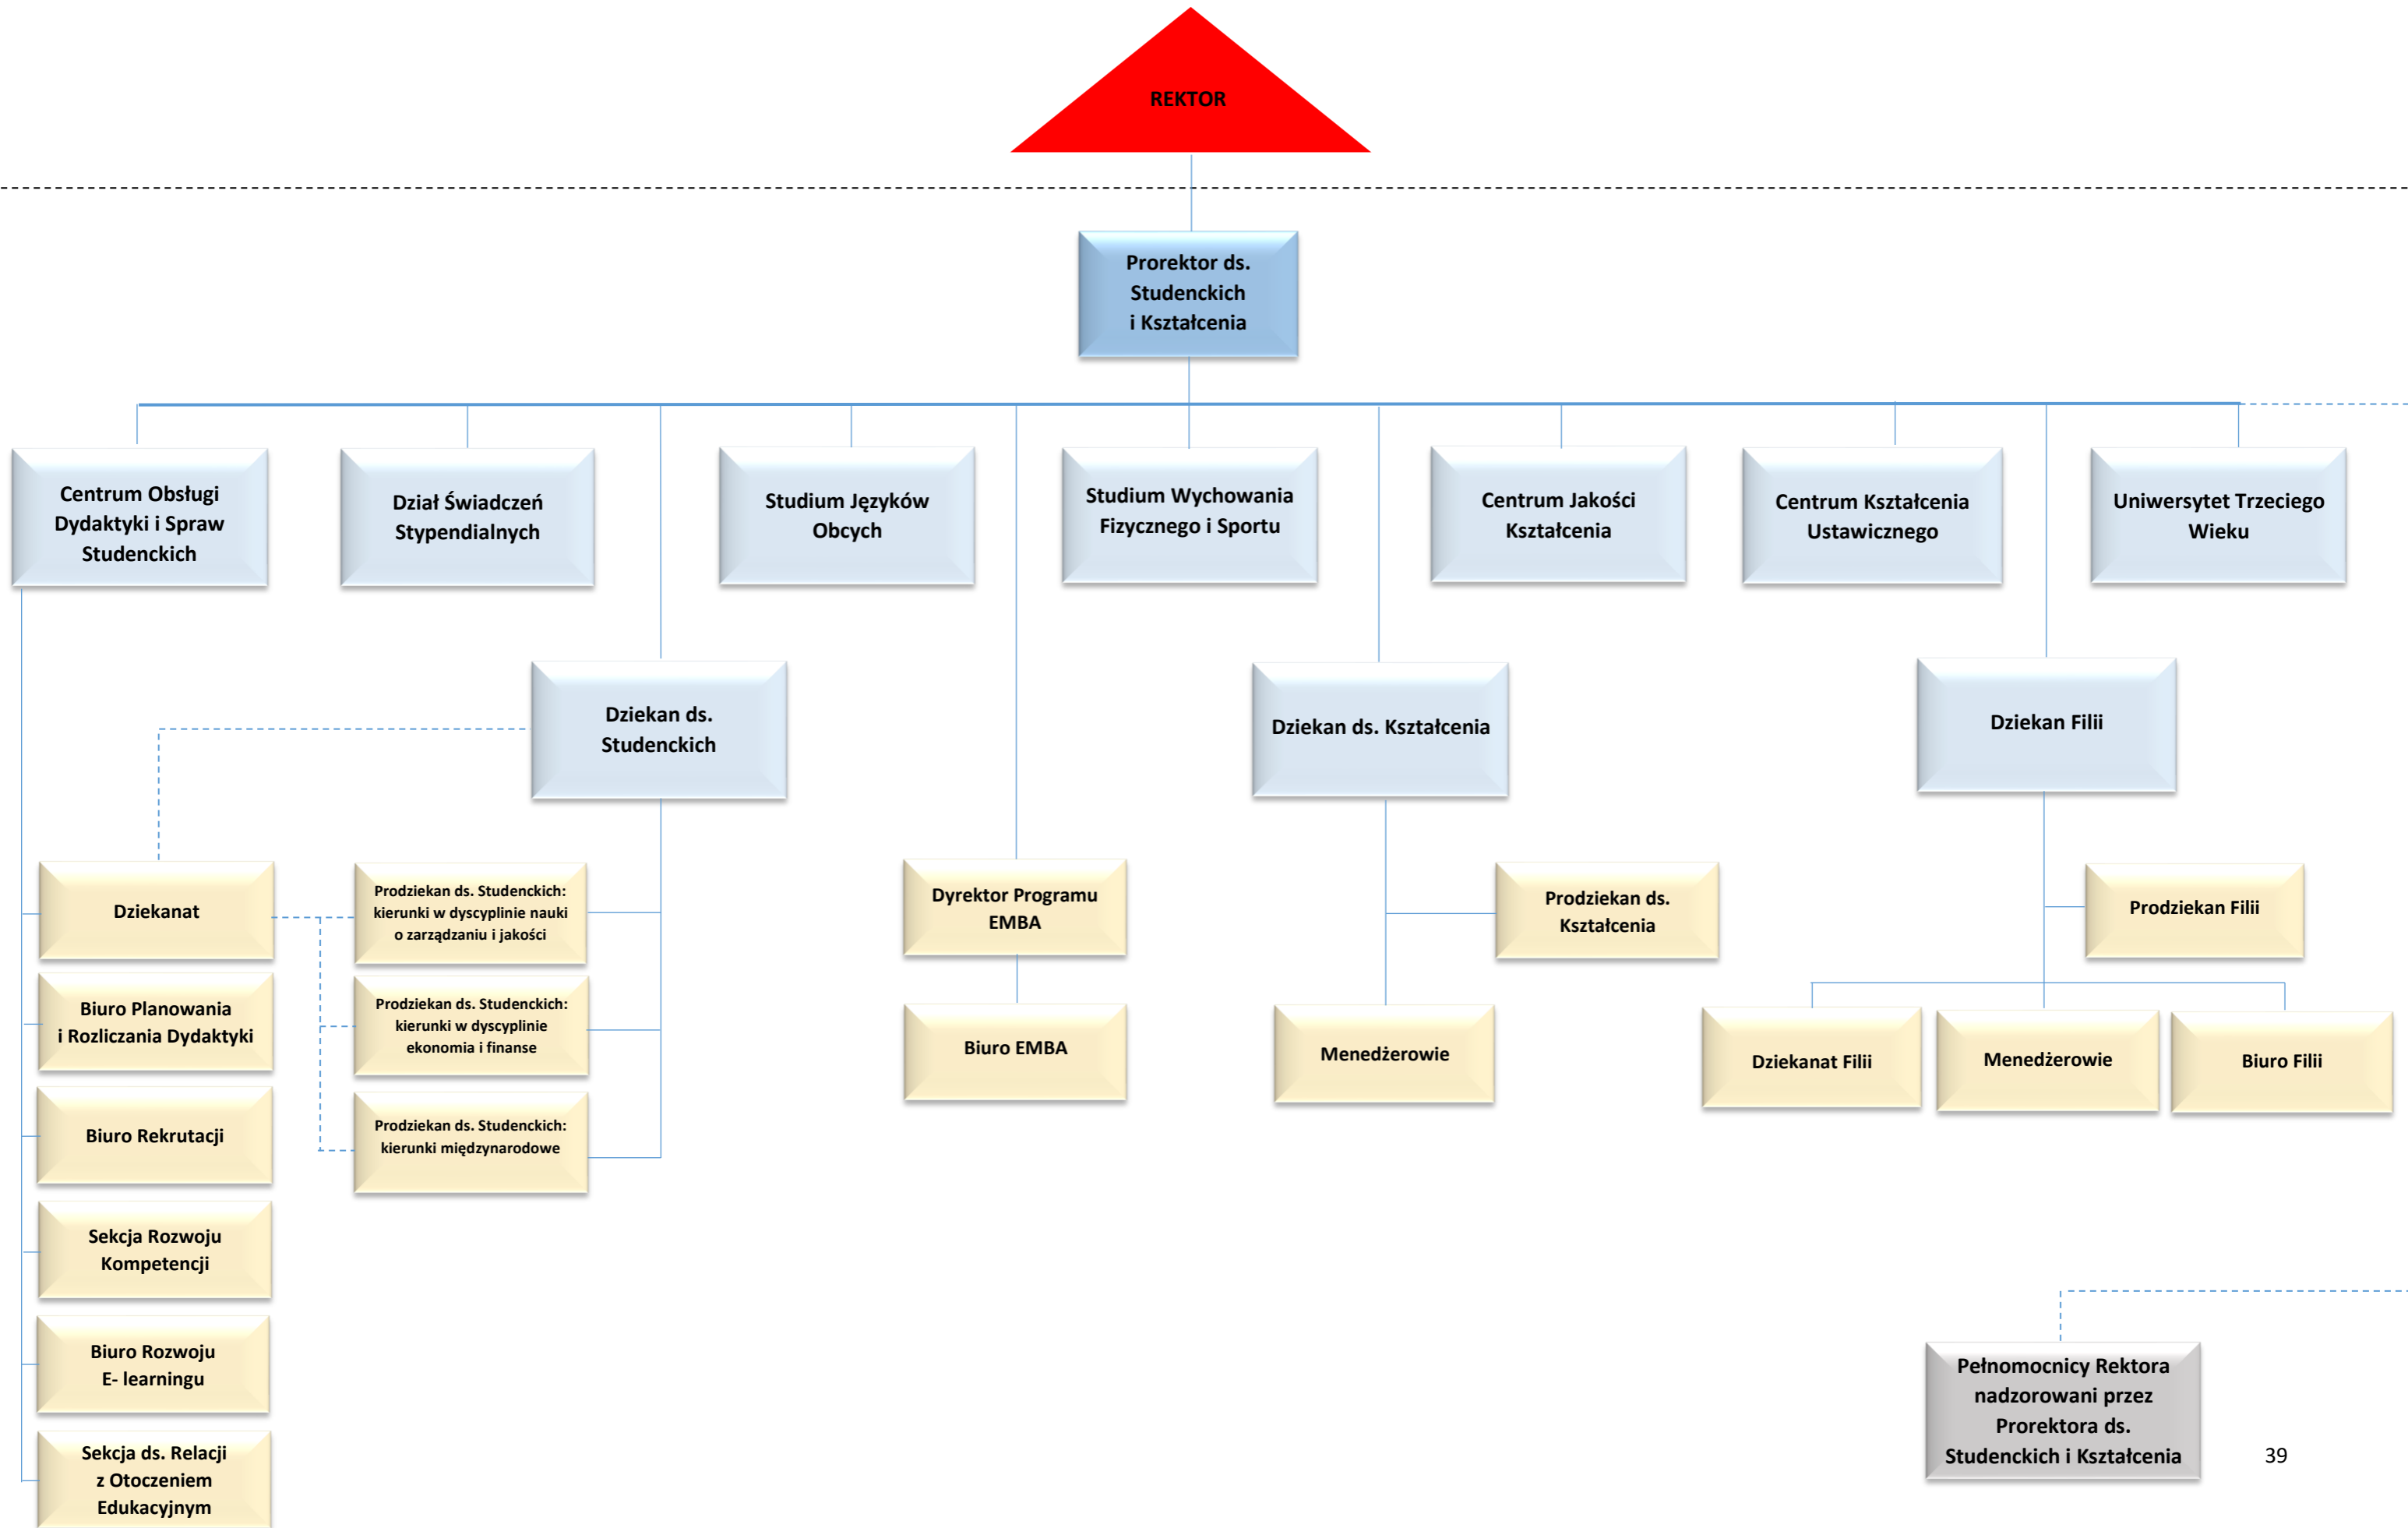 REKTOR
Prorektor ds.
Studenckich
i Kształcenia
Centrum Obsługi
Dydaktyki i Spraw
Studenckich
Dział Świadczeń
Stypendialnych
Studium Języków
Obcych
Studium Wychowania
Fizycznego i Sportu
Centrum Jakości
Kształcenia
Centrum Kształcenia
Ustawicznego
Uniwersytet Trzeciego
Wieku
Dziekan ds.
Studenckich
Dziekan ds. Kształcenia
Dziekan Filii
Dziekanat
Prodziekan ds. Studenckich:
kierunki w dyscyplinie nauki
o zarządzaniu i jakości
Dyrektor Programu
EMBA
Prodziekan ds.
Kształcenia
Prodziekan Filii
Biuro Planowania
i Rozliczania Dydaktyki
Prodziekan ds. Studenckich:
kierunki w dyscyplinie
ekonomia i finanse
Biuro EMBA
Menedżerowie
Dziekanat Filii
Menedżerowie
Biuro Filii
Biuro Rekrutacji
Prodziekan ds. Studenckich:
kierunki międzynarodowe
Sekcja Rozwoju
Kompetencji
Biuro Rozwoju
E- learningu
Sekcja ds. Relacji
z Otoczeniem
Edukacyjnym
Pełnomocnicy Rektora
nadzorowani przez
Prorektora ds.
Studenckich i Kształcenia
39